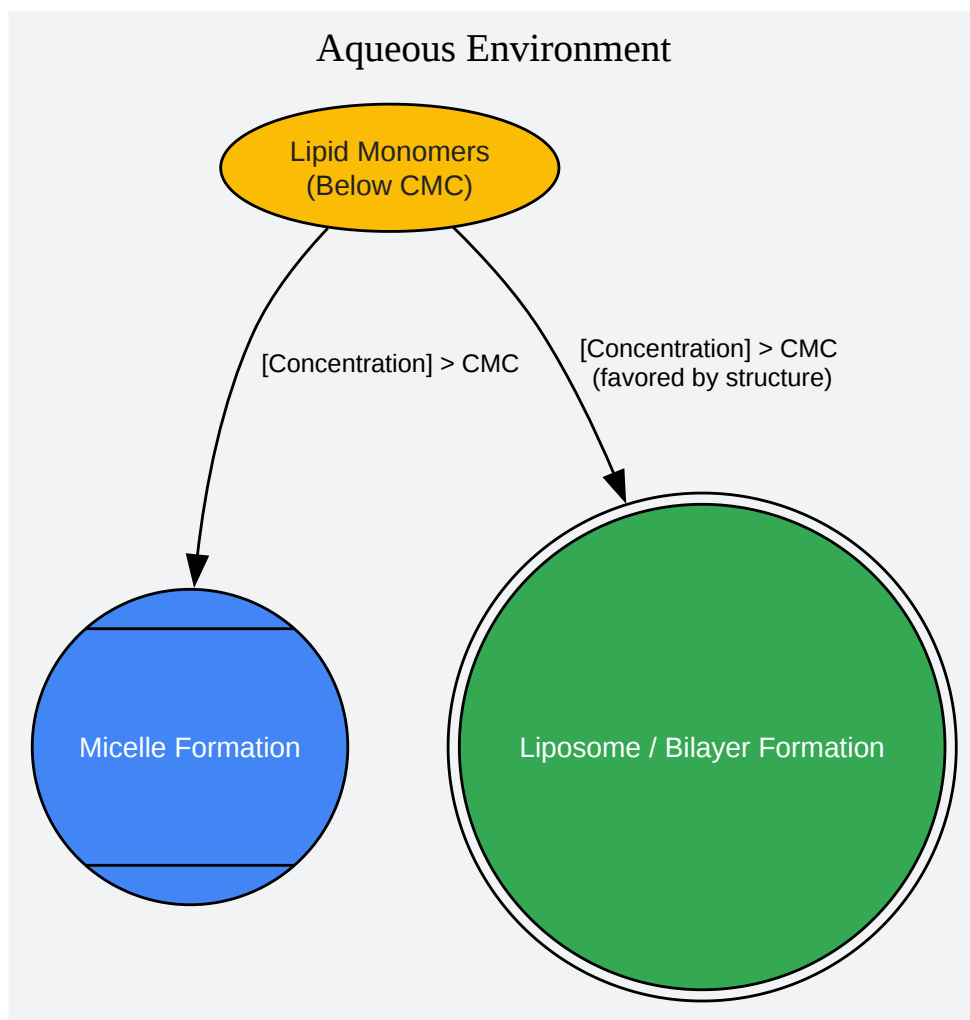 Aqueous Environment
Lipid Monomers
(Below CMC)
[Concentration] > CMC
[Concentration] > CMC
(favored by structure)
Micelle Formation
Liposome / Bilayer Formation